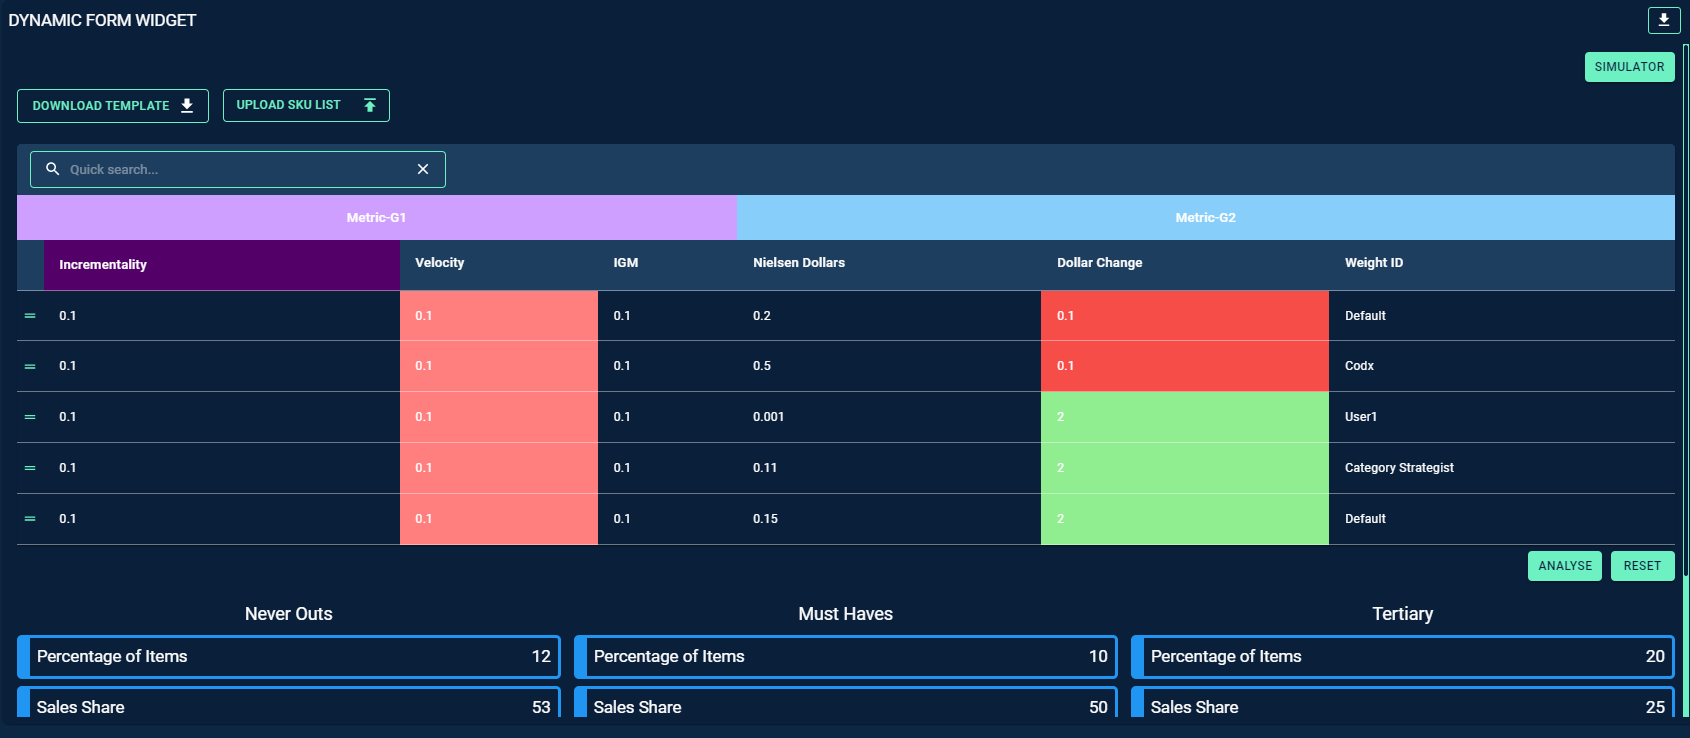 DYNAMIC FORM WIDGET
SIMULATOR
DOWNLOAD TEMPLATE UPLOAD SKU LIST
Quick search...
Metric-G1 Metric-G2
Incrementality Velocity IGM Nielsen Dollars Dollar Change Weight ID
0.1 0.1 0.1 0.2 0.1 Default
0.1 0.1 0.1 0.5 0.1 Codx
0.1 0.1 0.1 0.001 2 User1
0.1 0.1 0.1 0.11 2 Category Strategist
0.1 0.1 0.1 0.15 2 Default
ANALYSE RESET
Never Outs Must Haves Tertiary
Percentage of Items 12 Percentage of Items 10 Percentage of Items 20
Sales Share 53 Sales Share 50 Sales Share 25